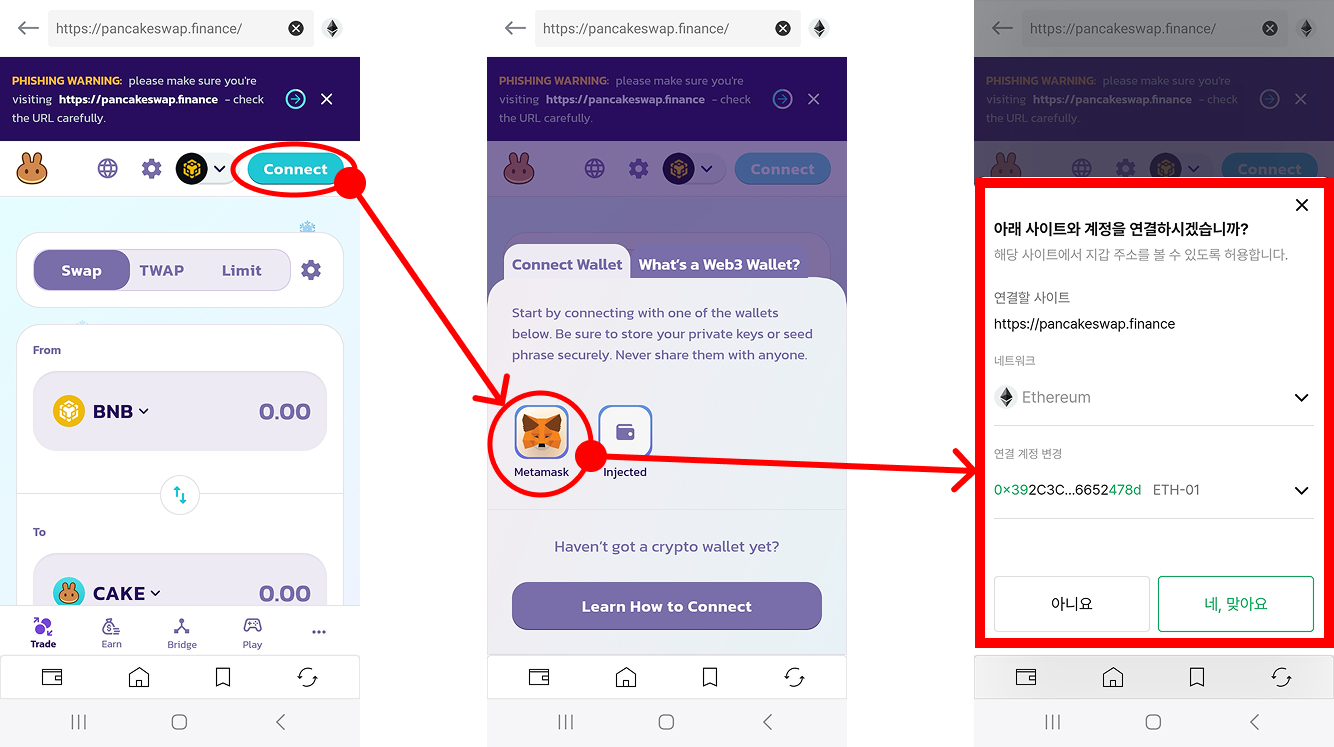 https://pancakeswap.finance/
PHISHING WARNING: please make sure you're
visiting https://pancakeswap.finance - check
the URL carefully.
Connect
Swap
TWAP
Limit
From
BNB
0.00
To
CAKE
0.00
Trade
Earn
Bridge
Play
https://pancakeswap.finance/
PHISHING WARNING: please make sure you're
visiting https://pancakeswap.finance - check
the URL carefully.
Connect
Connect Wallet
What's a Web3 Wallet?
Start by connecting with one of the wallets
below. Be sure to store your private keys or seed
phrase securely. Never share them with anyone.
Metamask
Injected
Haven't got a crypto wallet yet?
Learn How to Connect
https://pancakeswap.finance/
PHISHING WARNING: please make sure you're
visiting https://pancakeswap.finance - check
the URL carefully.
Connect
아래 사이트와 계정을 연결하시겠습니까?
해당 사이트에서 지갑 주소를 볼 수 있도록 허용합니다.
연결할 사이트
https://pancakeswap.finance
네트워크
Ethereum
연결 계정 변경
0x392C3C...6652478d ETH-01
아니요
네, 맞아요